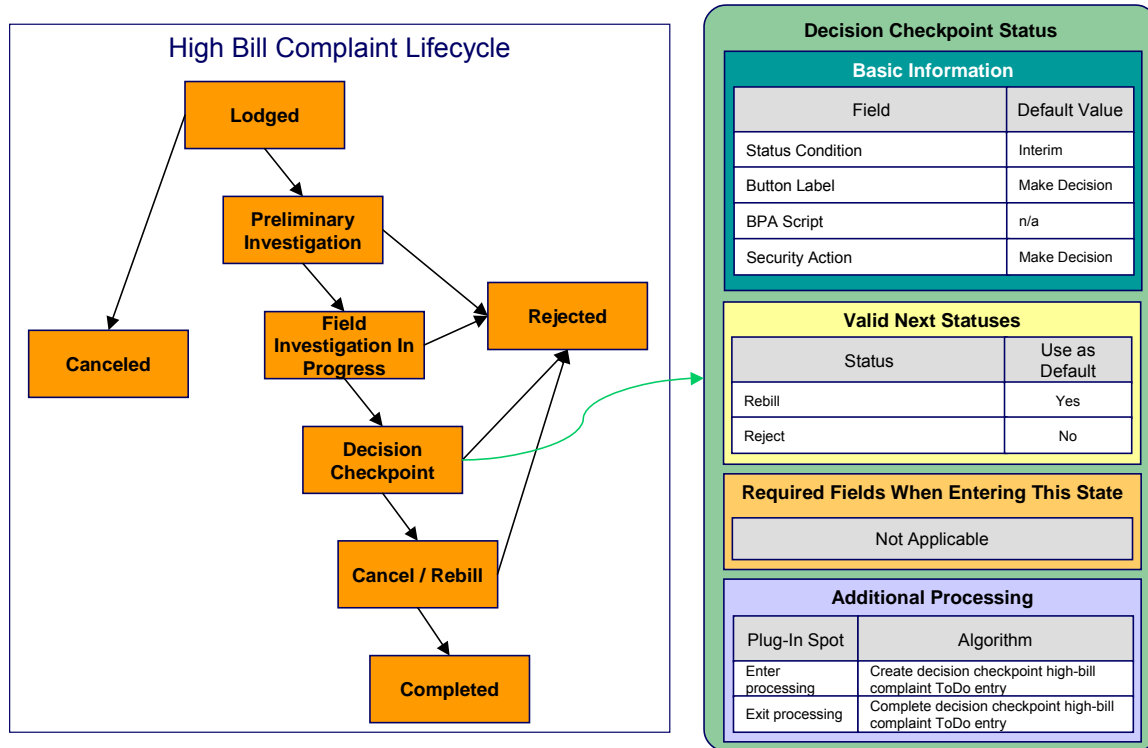 High Bill Complaint Lifecycle
Lodged
Preliminary
Investigation
Field
Investigation In
Progress
Rejected
Canceled
Decision
Checkpoint
Cancel / Rebill
Completed
Decision Checkpoint Status
Basic Information
Field Default Value
Status Condition Interim
Button Label Make Decision
BPA Script n/a
Security Action Make Decision
Valid Next Statuses
Status Use as
Default
Rebill Yes
Reject No
Required Fields When Entering This State
Not Applicable
Additional Processing
Plug-In Spot Algorithm
Enter Create decision checkpoint high-bill
processing complaint ToDo entry
Exit processing Complete decision checkpoint high-bill
complaint ToDo entry